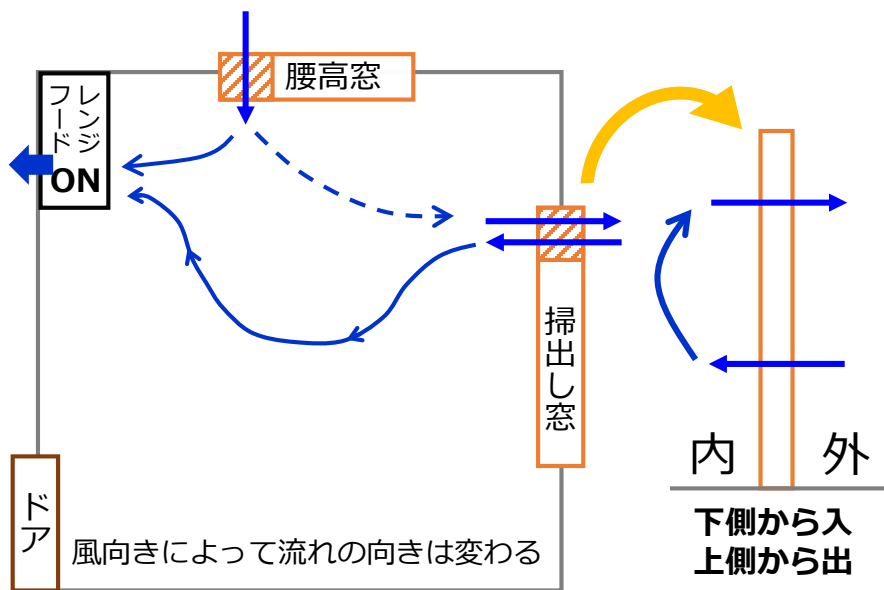 腰高窓
レンジ
フード
ON
掃出し窓
内
外
下側から入
上側から出
ドア
風向きによって流れの向きは変わる